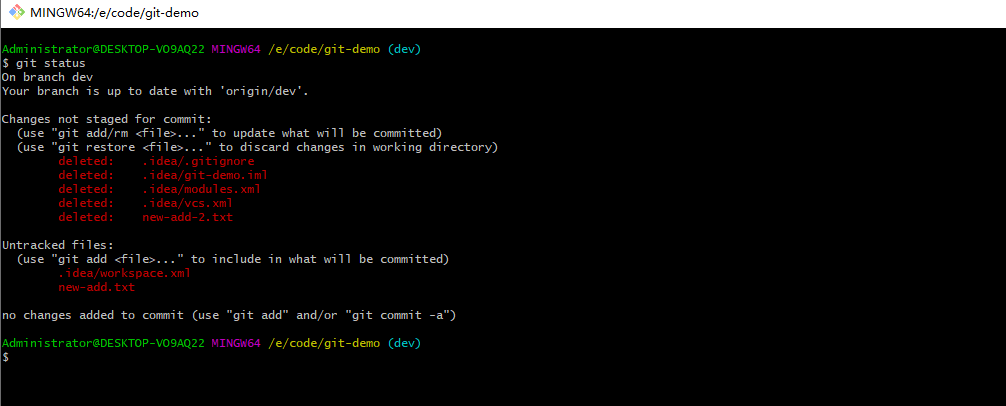 MINGW64:/e/code/git-demo
Administrator@DESKTOP-VO9AQ22 MINGW64 /e/code/git-demo (dev)
$ git status
On branch dev
Your branch is up to date with 'origin/dev'.
Changes not staged for commit:
(use "git add/rm <file>..." to update what will be committed)
(use "git restore <file>..." to discard changes in working directory)
deleted: .idea/.gitignore
deleted: .idea/git-demo.iml
deleted: .idea/modules.xml
deleted: .idea/vcs.xml
deleted: new-add-2.txt
Untracked files:
(use "git add <file>..." to include in what will be committed)
.idea/workspace.xml
new-add.txt
no changes added to commit (use "git add" and/or "git commit -a")
Administrator@DESKTOP-VO9AQ22 MINGW64 /e/code/git-demo (dev)
$